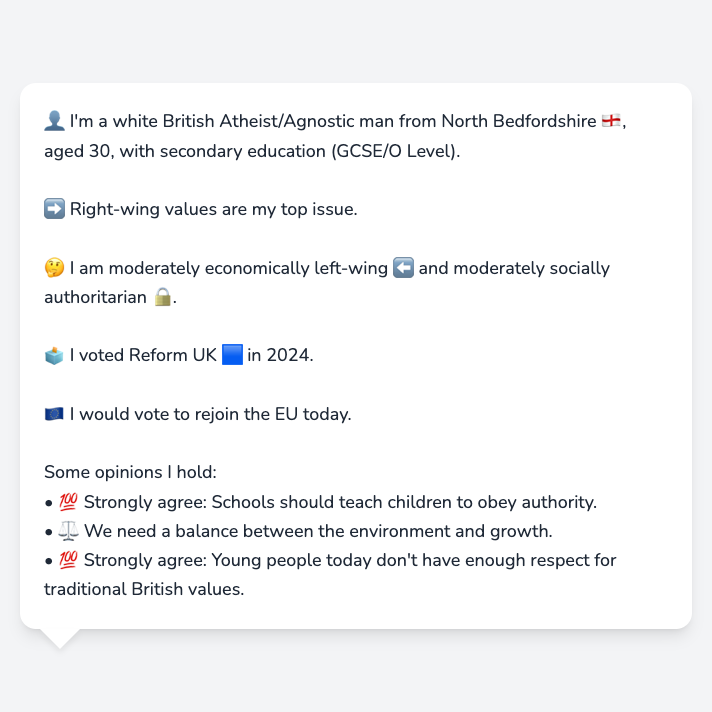 👤 I'm a white British Atheist/Agnostic man from North Bedfordshire 🏴󠁧󠁢󠁥󠁮󠁧󠁿,
aged 30, with secondary education (GCSE/O Level).
➡️ Right-wing values are my top issue.
🤔 I am moderately economically left-wing ⬅️ and moderately socially
authoritarian 🔒.
🗳️ I voted Reform UK 🟦 in 2024.
🇪🇺 I would vote to rejoin the EU today.
Some opinions I hold:
• 💯 Strongly agree: Schools should teach children to obey authority.
• ⚖️ We need a balance between the environment and growth.
• 💯 Strongly agree: Young people today don't have enough respect for
traditional British values.